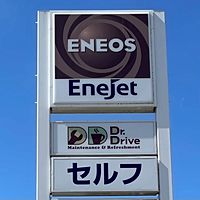 ENEOS
EneJet
Dr.
Drive
Maintenance & Refreshment
セルフ